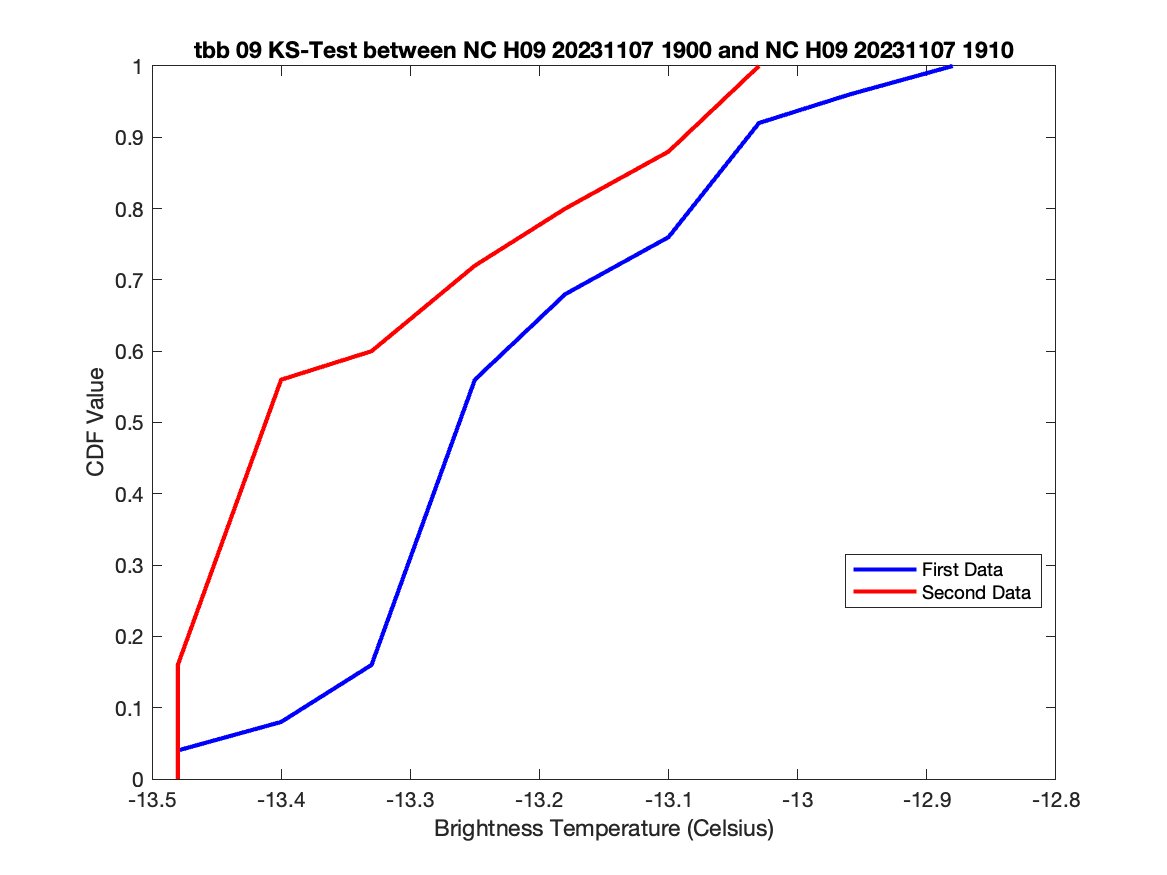 tbb 09 KS-Test between NC H09 20231107 1900 and NC H09 20231107 1910
1
0.9
0.8
0.7
0.6
0.5
0.4
0.3
0.2
0.1
0
CDF Value
First Data
Second Data
-13.5 -13.4 -13.3 -13.2 -13.1 -13 -12.9 -12.8
Brightness Temperature (Celsius)